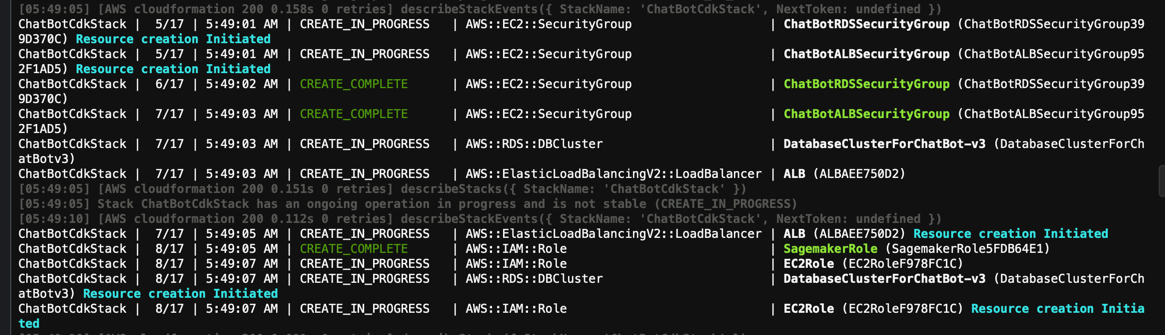 [05:49:05] [AWS cloudformation 200 0.158s 0 retries] describeStackEvents({ StackName: 'ChatBotCdkStack', NextToken: undefined })
ChatBotCdkStack |  5/17 | 5:49:01 AM | CREATE_IN_PROGRESS   | AWS::EC2::SecurityGroup                   | ChatBotRDSSecurityGroup (ChatBotRDSSecurityGroup39
9D370C) Resource creation Initiated
ChatBotCdkStack |  5/17 | 5:49:01 AM | CREATE_IN_PROGRESS   | AWS::EC2::SecurityGroup                   | ChatBotALBSecurityGroup (ChatBotALBSecurityGroup95
2F1AD5) Resource creation Initiated
ChatBotCdkStack |  6/17 | 5:49:02 AM | CREATE_COMPLETE      | AWS::EC2::SecurityGroup                   | ChatBotRDSSecurityGroup (ChatBotRDSSecurityGroup39
9D370C)
ChatBotCdkStack |  7/17 | 5:49:03 AM | CREATE_COMPLETE      | AWS::EC2::SecurityGroup                   | ChatBotALBSecurityGroup (ChatBotALBSecurityGroup95
2F1AD5)
ChatBotCdkStack |  7/17 | 5:49:03 AM | CREATE_IN_PROGRESS   | AWS::RDS::DBCluster                       | DatabaseClusterForChatBot-v3 (DatabaseClusterForCh
atBotv3)
ChatBotCdkStack |  7/17 | 5:49:03 AM | CREATE_IN_PROGRESS   | AWS::ElasticLoadBalancingV2::LoadBalancer | ALB (ALBAEE750D2)
[05:49:05] [AWS cloudformation 200 0.151s 0 retries] describeStacks({ StackName: 'ChatBotCdkStack' })
[05:49:05] Stack ChatBotCdkStack has an ongoing operation in progress and is not stable (CREATE_IN_PROGRESS)
[05:49:10] [AWS cloudformation 200 0.112s 0 retries] describeStackEvents({ StackName: 'ChatBotCdkStack', NextToken: undefined })
ChatBotCdkStack |  7/17 | 5:49:05 AM | CREATE_IN_PROGRESS   | AWS::ElasticLoadBalancingV2::LoadBalancer | ALB (ALBAEE750D2) Resource creation Initiated
ChatBotCdkStack |  8/17 | 5:49:05 AM | CREATE_COMPLETE      | AWS::IAM::Role                            | SagemakerRole (SagemakerRole5FDB64E1)
ChatBotCdkStack |  8/17 | 5:49:07 AM | CREATE_IN_PROGRESS   | AWS::IAM::Role                            | EC2Role (EC2RoleF978FC1C)
ChatBotCdkStack |  8/17 | 5:49:07 AM | CREATE_IN_PROGRESS   | AWS::RDS::DBCluster                       | DatabaseClusterForChatBot-v3 (DatabaseClusterForCh
atBotv3) Resource creation Initiated
ChatBotCdkStack |  8/17 | 5:49:07 AM | CREATE_IN_PROGRESS   | AWS::IAM::Role                            | EC2Role (EC2RoleF978FC1C) Resource creation Initia
ted